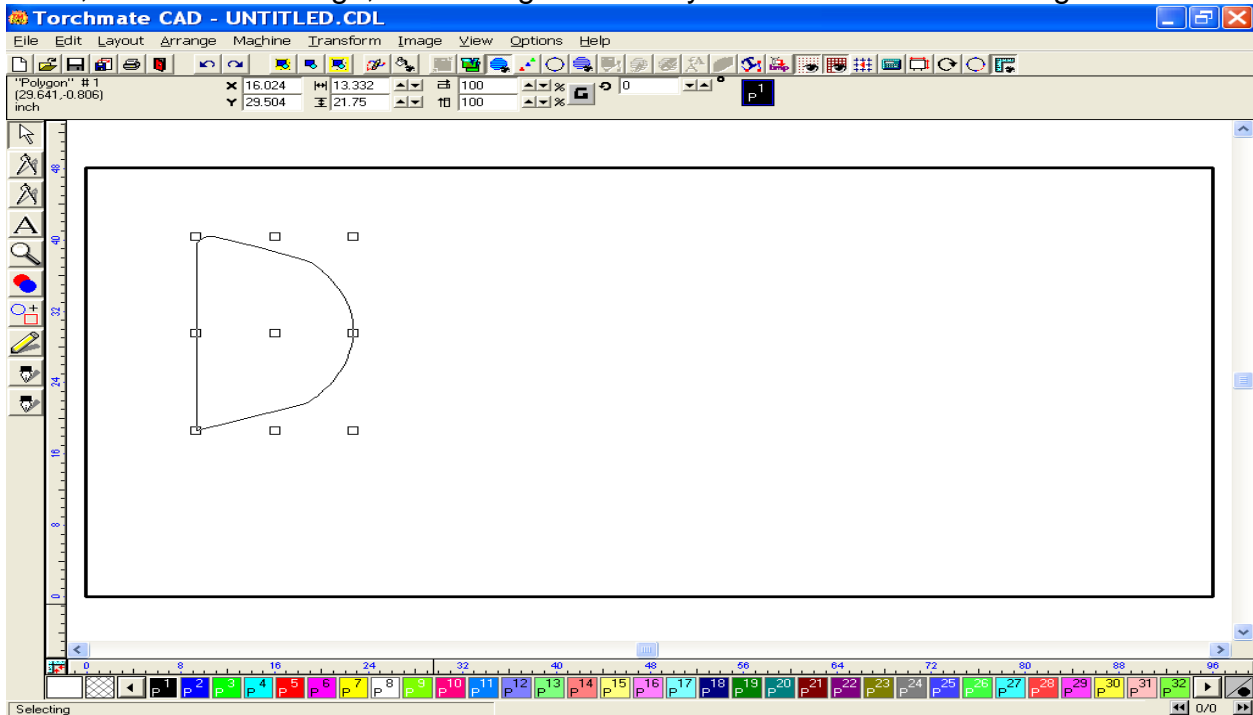 Torchmate CAD - UNTITLED.CDL
File Edit Layout Arrange Machine Transform Image View Options Help
"Polygon" # 1
(29.641,-0.806)
inch
X 16.024 13.332 100 % G 0 ° P1
Y 29.504 21.75 100 %
A
48
40
32
24
16
8
0
0 8 16 24 32 40 48 56 64 72 80 88 96
P1 P2 P3 P4 P5 P6 P7 P8 P9 P10 P11 P12 P13 P14 P15 P16 P17 P18 P19 P20 P21 P22 P23 P24 P25 P26 P27 P28 P29 P30 P31 P32
Selecting 0/0